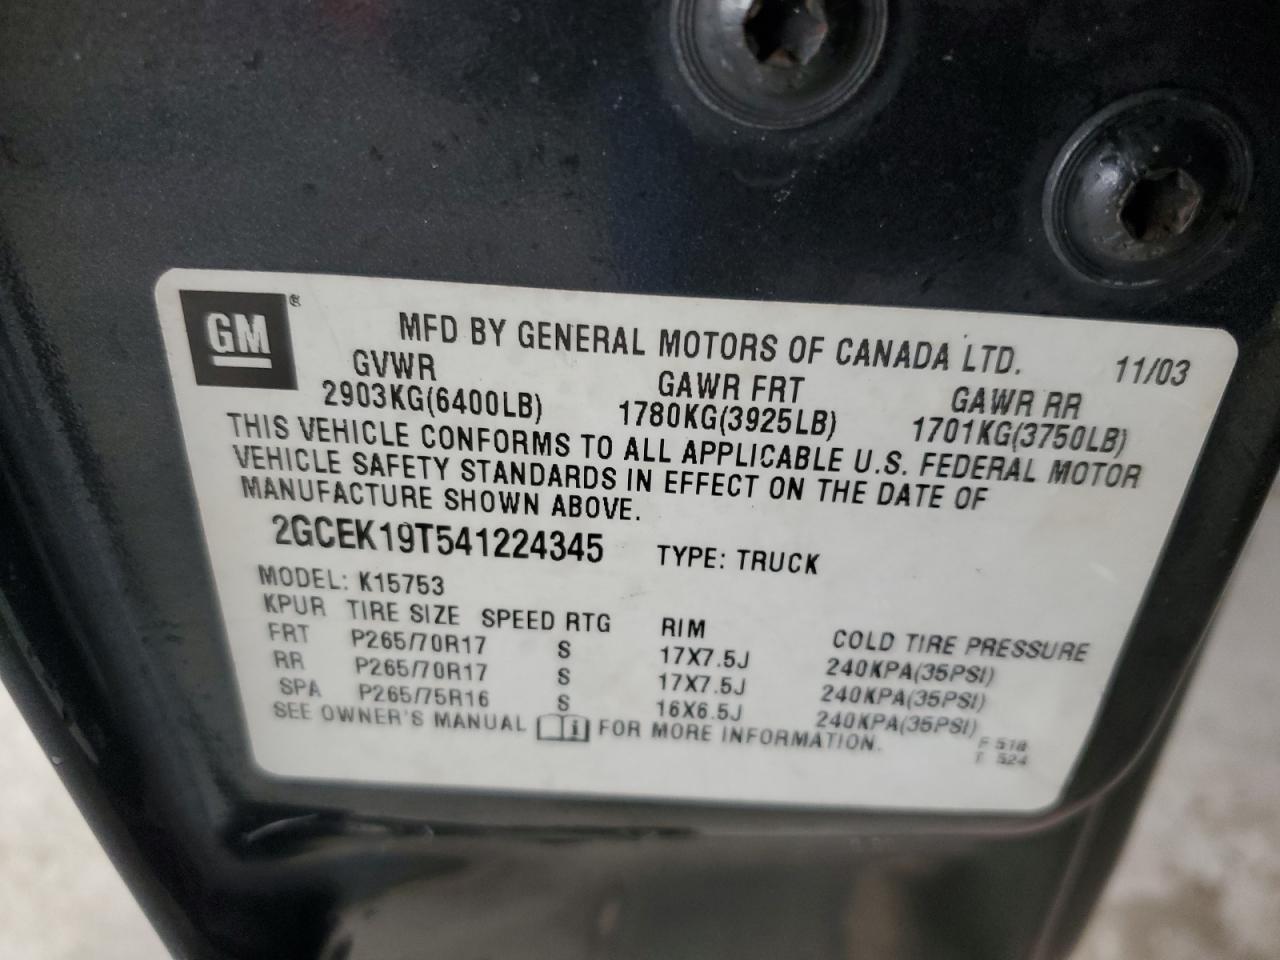 GM ®
MFD BY GENERAL MOTORS OF CANADA LTD. 11/03
GVWR GAWR FRT GAWR RR
2903KG(6400LB) 1780KG(3925LB) 1701KG(3750LB)
THIS VEHICLE CONFORMS TO ALL APPLICABLE U.S. FEDERAL MOTOR
VEHICLE SAFETY STANDARDS IN EFFECT ON THE DATE OF
MANUFACTURE SHOWN ABOVE.
2GCEK19T541224345 TYPE: TRUCK
MODEL: K15753
KPUR TIRE SIZE SPEED RTG RIM COLD TIRE PRESSURE
FRT P265/70R17 S 17X7.5J 240KPA(35PSI)
RR P265/70R17 S 17X7.5J 240KPA(35PSI)
SPA P265/75R16 S 16X6.5J 240KPA(35PSI)
SEE OWNER'S MANUAL i FOR MORE INFORMATION.
F 518
T 524